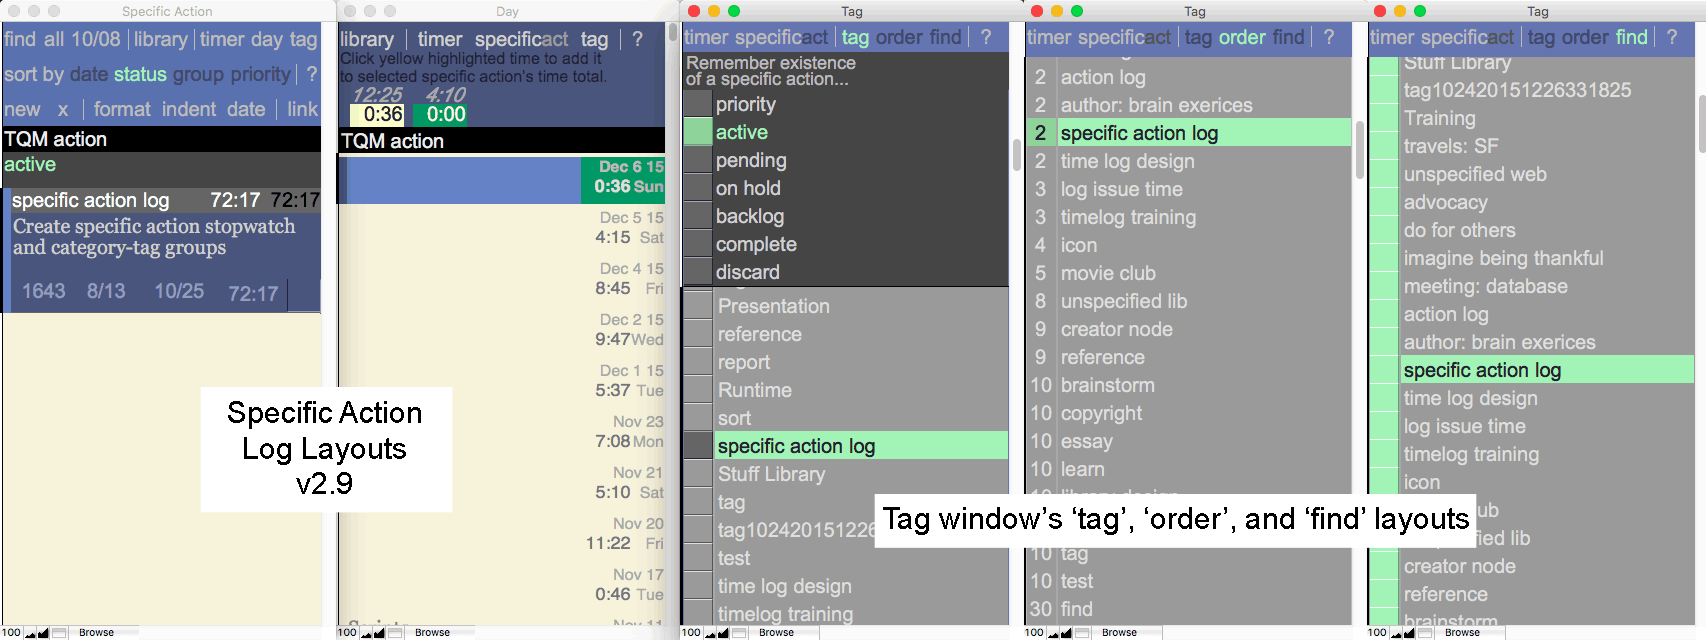 Specific Action
find all 10/08 library timer day tag
sort by date status group priority ?
new x format indent date link
TQM action
active
specific action log 72:17 72:17
Create specific action stopwatch
and category-tag groups
1643 8/13 10/25 72:17
100 Browse
Day
library timer specificact tag ?
Click yellow highlighted time to add it
to selected specific action's time total.
12:25 4:10
0:36 0:00
TQM action
Dec 6 15
0:36 Sun
Dec 5 15
4:15 Sat
Dec 4 15
8:45 Fri
Dec 2 15
9:47 Wed
Dec 1 15
5:37 Tue
Nov 23
7:08 Mon
Nov 21
5:10 Sat
Nov 20
11:22 Fri
Nov 17
0:46 Tue
100 Browse
Specific Action
Log Layouts
v2.9
Tag
timer specificact tag order find ?
Remember existence
of a specific action...
priority
active
pending
on hold
backlog
complete
discard
Presentation
reference
report
Runtime
sort
specific action log
Stuff Library
tag
tag102420151226
test
time log design
timelog training
100 Browse
Tag
timer specificact tag order find ?
2 action log
2 author: brain exerices
2 specific action log
2 time log design
3 log issue time
3 timelog training
4 icon
5 movie club
8 unspecified lib
9 creator node
9 reference
10 brainstorm
10 copyright
10 essay
10 learn
10 library design
10 tag
10 test
30 find
100 Browse
Tag
timer specificact tag order find ?
Stuff Library
tag102420151226331825
Training
travels: SF
unspecified web
advocacy
do for others
imagine being thankful
meeting: database
action log
author: brain exerices
specific action log
time log design
log issue time
timelog training
icon
ub
ified lib
creator node
reference
brainstorm
100 Browse
Tag window's ‘tag’, ‘order’, and ‘find’ layouts